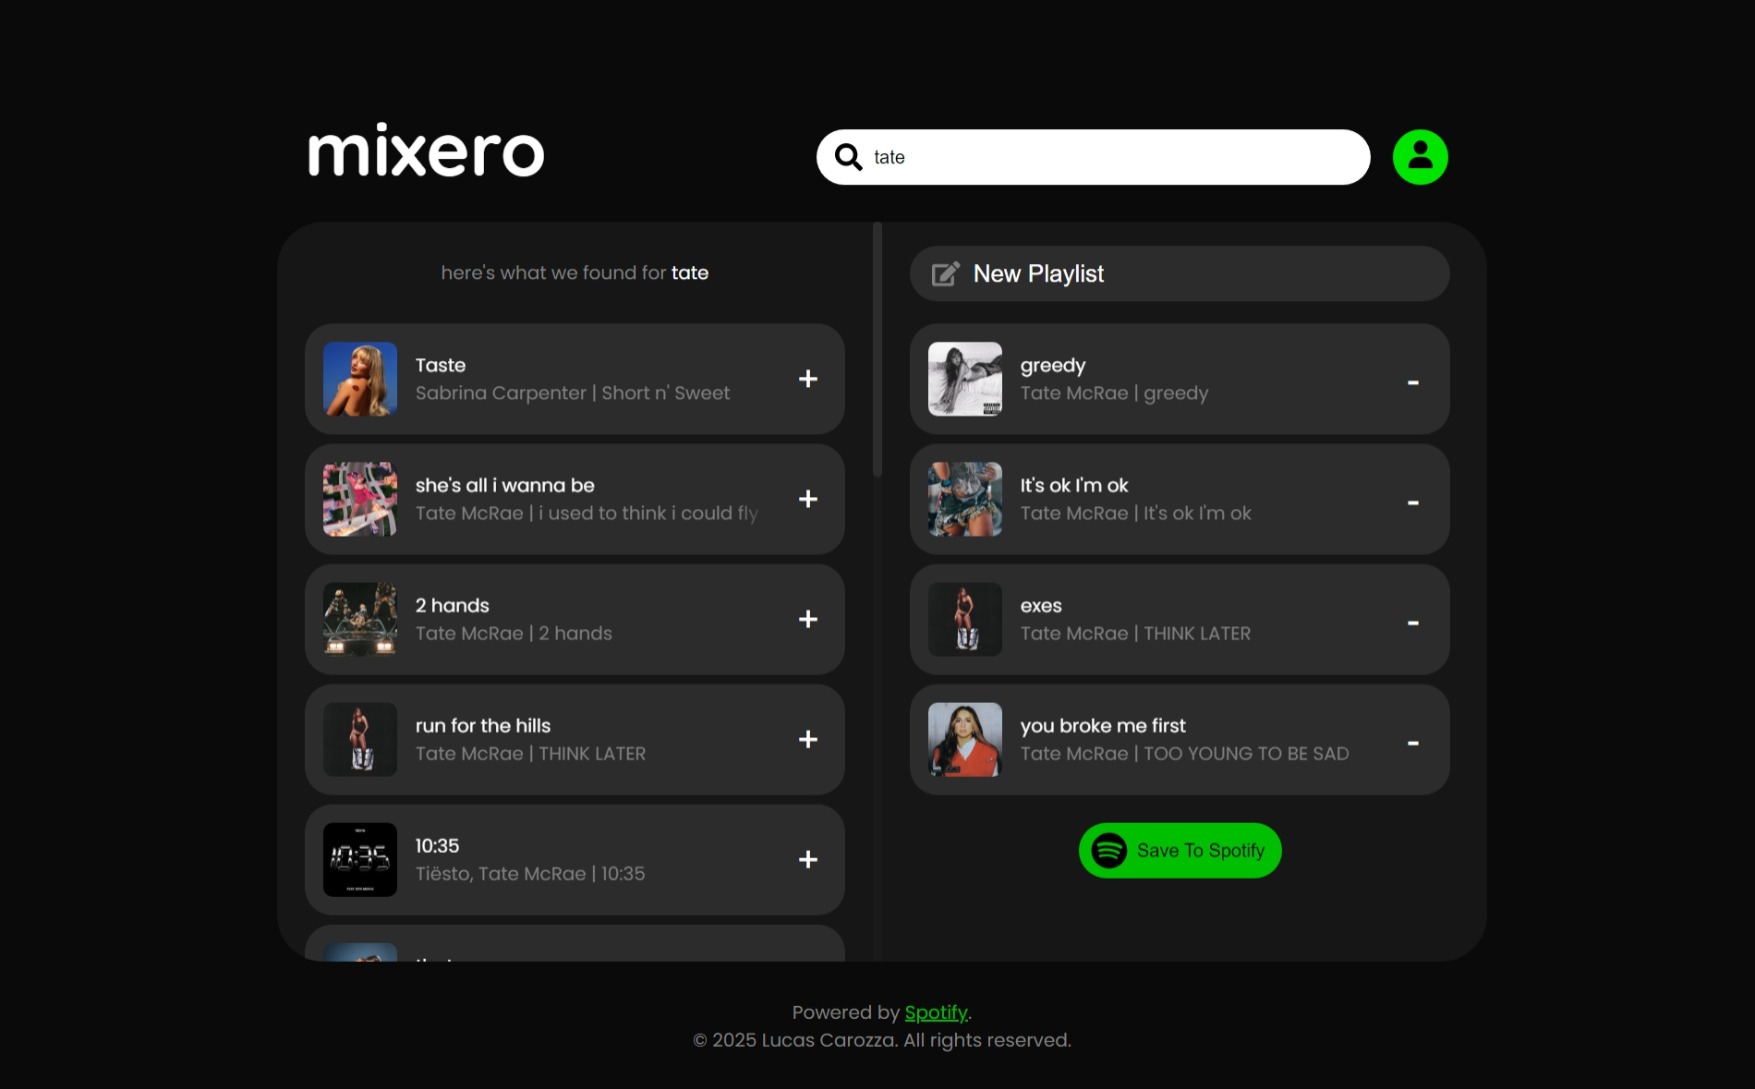 mixero
tate
here's what we found for tate
Taste
Sabrina Carpenter | Short n' Sweet
+
she's all i wanna be
Tate McRae | i used to think i could fly
+
2 hands
Tate McRae | 2 hands
+
run for the hills
Tate McRae | THINK LATER
+
10:35
10:35
Tiësto, Tate McRae | 10:35
+
New Playlist
greedy
Tate McRae | greedy
-
It's ok I'm ok
Tate McRae | It's ok I'm ok
-
exes
Tate McRae | THINK LATER
-
you broke me first
Tate McRae | TOO YOUNG TO BE SAD
-
Save To Spotify
Powered by Spotify.
© 2025 Lucas Carozza. All rights reserved.